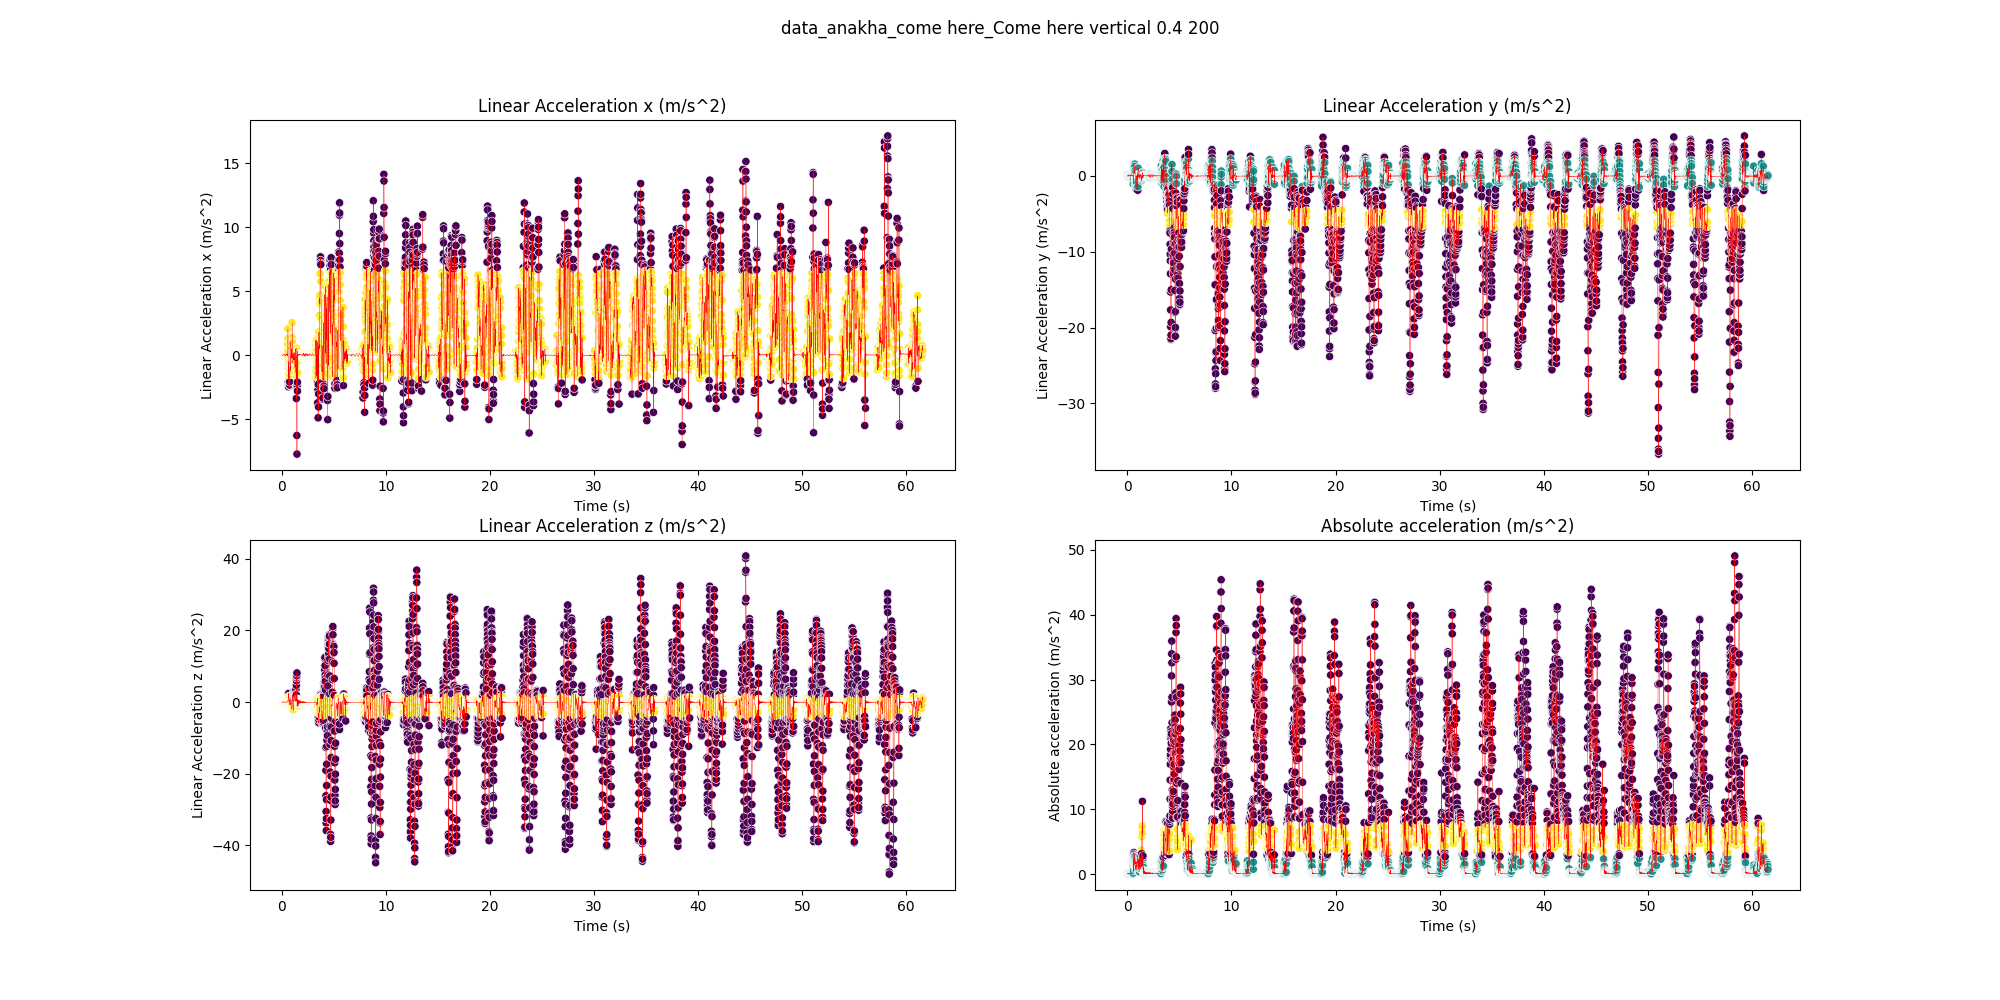 data_anakha_come here_Come here vertical 0.4 200
Linear Acceleration x (m/s^2)
Linear Acceleration x (m/s^2)
15
10
5
0
−5
0 10 20 30 40 50 60
Time (s)
Linear Acceleration y (m/s^2)
Linear Acceleration y (m/s^2)
0
−10
−20
−30
0 10 20 30 40 50 60
Time (s)
Linear Acceleration z (m/s^2)
Linear Acceleration z (m/s^2)
40
20
0
−20
−40
0 10 20 30 40 50 60
Time (s)
Absolute acceleration (m/s^2)
Absolute acceleration (m/s^2)
50
40
30
20
10
0
0 10 20 30 40 50 60
Time (s)